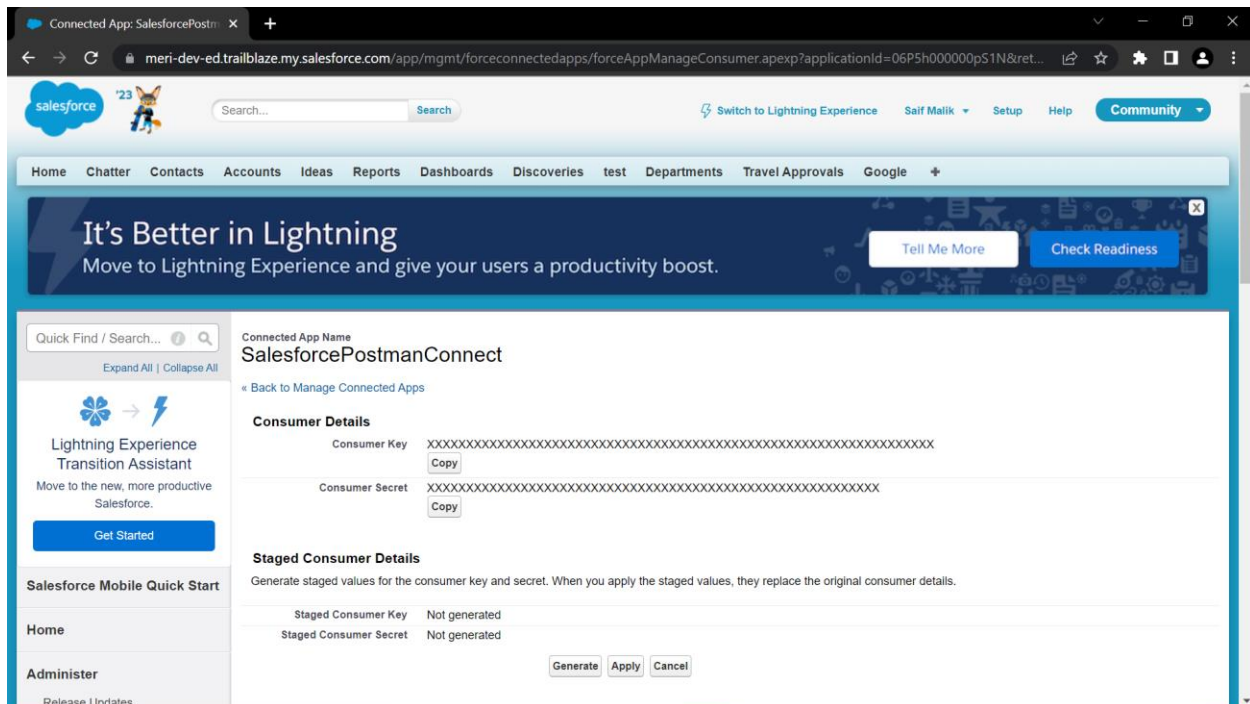 Connected App: SalesforcePostm
meri-dev-ed.trailblaze.my.salesforce.com/app/mgmt/forceconnectedapps/forceAppManageConsumer.apexp?applicationId=06P5h000000pS1N&ret...
salesforce
'23
Search...
Search
Switch to Lightning Experience
Saif Malik
Setup
Help
Community
Home Chatter Contacts Accounts Ideas Reports Dashboards Discoveries test Departments Travel Approvals Google +
It's Better in Lightning
Move to Lightning Experience and give your users a productivity boost.
Tell Me More
Check Readiness
X
Quick Find / Search...
Expand All | Collapse All
Lightning Experience
Transition Assistant
Move to the new, more productive
Salesforce.
Get Started
Salesforce Mobile Quick Start
Home
Administer
Release Updates
Connected App Name
SalesforcePostmanConnect
« Back to Manage Connected Apps
Consumer Details
Consumer Key XXXXXXXXXXXXXXXXXXXXXXXXXXXXXXXXXXXXXXXXXXXXXXXXXXXXXXXXXXXXXXXXX
Copy
Consumer Secret XXXXXXXXXXXXXXXXXXXXXXXXXXXXXXXXXXXXXXXXXXXXXXXXXXXXXXXXXX
Copy
Staged Consumer Details
Generate staged values for the consumer key and secret. When you apply the staged values, they replace the original consumer details.
Staged Consumer Key Not generated
Staged Consumer Secret Not generated
Generate Apply Cancel